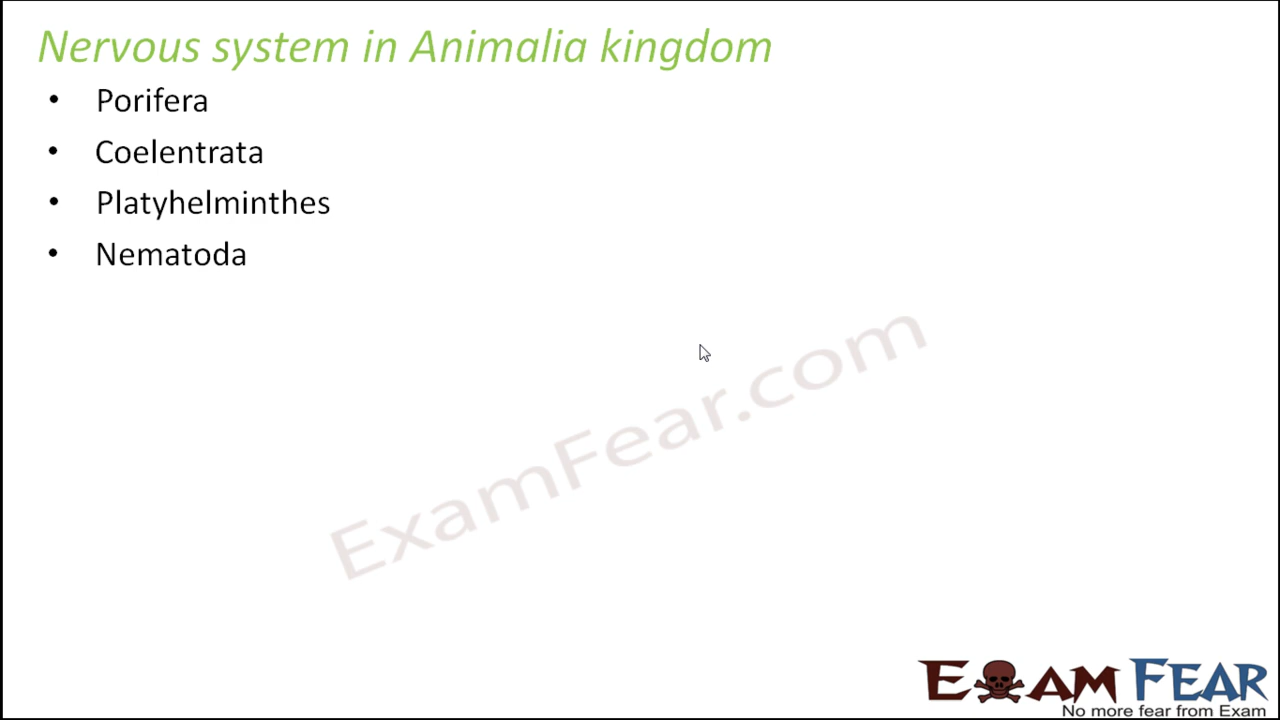 Nervous system in Animalia kingdom
• Porifera
• Coelentrata
• Platyhelminthes
• Nematoda
ExamFear.com
EXAM FEAR
No more fear from Exam